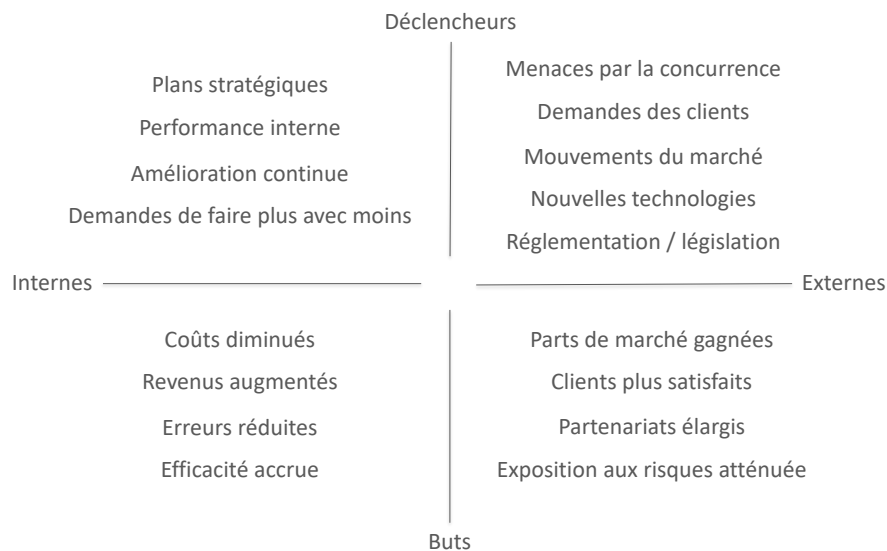 Déclencheurs
Plans stratégiques
Performance interne
Amélioration continue
Demandes de faire plus avec moins
Menaces par la concurrence
Demandes des clients
Mouvements du marché
Nouvelles technologies
Réglementation / législation
Internes
Externes
Coûts diminués
Revenus augmentés
Erreurs réduites
Efficacité accrue
Parts de marché gagnées
Clients plus satisfaits
Partenariats élargis
Exposition aux risques atténuée
Buts